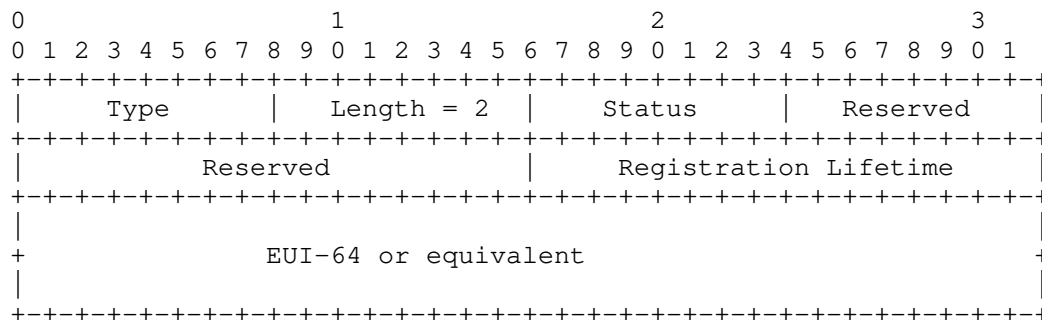 0                   1                   2                   3
 0 1 2 3 4 5 6 7 8 9 0 1 2 3 4 5 6 7 8 9 0 1 2 3 4 5 6 7 8 9 0 1
+-+-+-+-+-+-+-+-+-+-+-+-+-+-+-+-+-+-+-+-+-+-+-+-+-+-+-+-+-+-+-+-+
|     Type      |   Length = 2  |    Status     |   Reserved    |
+-+-+-+-+-+-+-+-+-+-+-+-+-+-+-+-+-+-+-+-+-+-+-+-+-+-+-+-+-+-+-+-+
|           Reserved            |     Registration Lifetime     |
+-+-+-+-+-+-+-+-+-+-+-+-+-+-+-+-+-+-+-+-+-+-+-+-+-+-+-+-+-+-+-+-+
|                                                               |
+               EUI-64 or equivalent                            +
|                                                               |
+-+-+-+-+-+-+-+-+-+-+-+-+-+-+-+-+-+-+-+-+-+-+-+-+-+-+-+-+-+-+-+-+